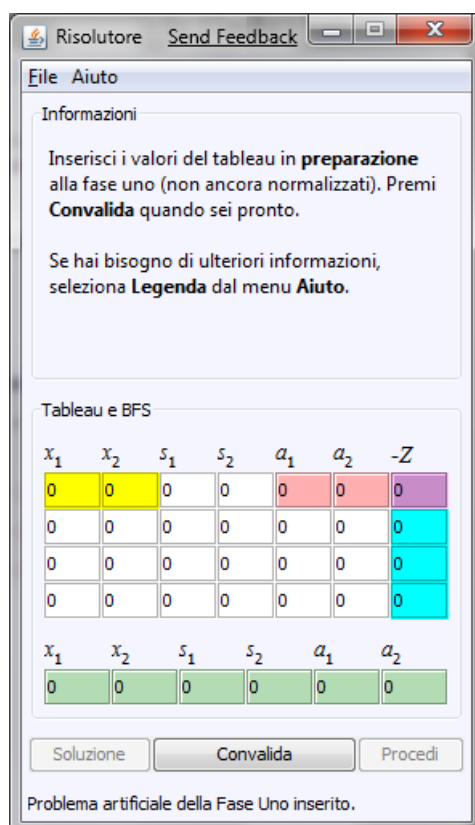 Risolutore Send Feedback
File Aiuto
Informazioni
Inserisci i valori del tableau in preparazione
alla fase uno (non ancora normalizzati). Premi
Convalida quando sei pronto.
Se hai bisogno di ulteriori informazioni,
seleziona Legenda dal menu Aiuto.
Tableau e BFS
x₁ x₂ s₁ s₂ a₁ a₂ -Z
0 0 0 0 0 0 0
0 0 0 0 0 0 0
0 0 0 0 0 0 0
0 0 0 0 0 0 0
x₁ x₂ s₁ s₂ a₁ a₂
0 0 0 0 0 0
Soluzione Convalida Procedi
Problema artificiale della Fase Uno inserito.